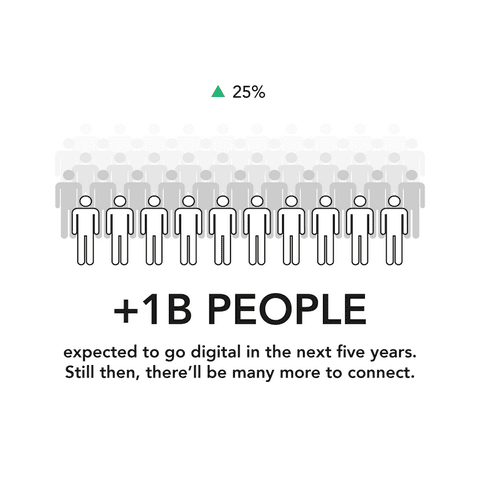 25%
+1B PEOPLE
expected to go digital in the next five years.
Still then, there’ll be many more to connect.